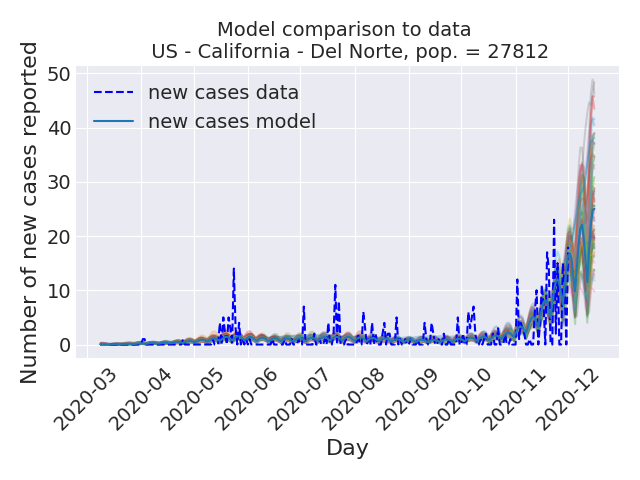 Model comparison to data
US - California - Del Norte, pop. = 27812
Number of new cases reported
50
40
30
20
10
0
new cases data
new cases model
2020-03
2020-04
2020-05
2020-06
2020-07
2020-08
2020-09
2020-10
2020-11
2020-12
Day